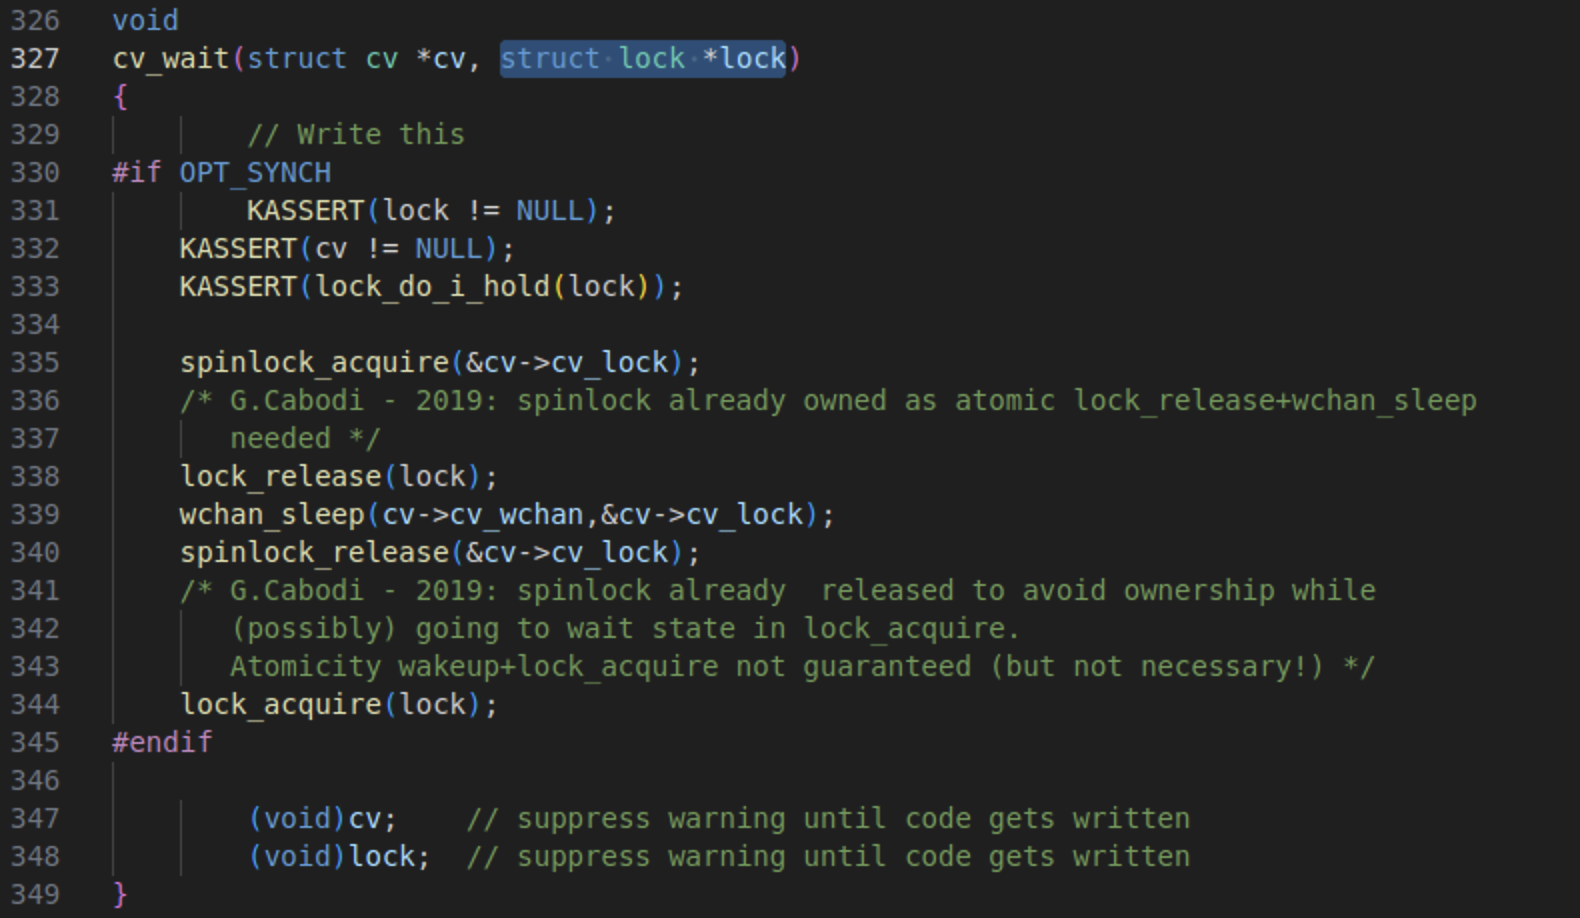 326 void
327 cv_wait(struct cv *cv, struct lock *lock)
328 {
329         // Write this
330 #if OPT_SYNCH
331         KASSERT(lock != NULL);
332     KASSERT(cv != NULL);
333     KASSERT(lock_do_i_hold(lock));
334
335     spinlock_acquire(&cv->cv_lock);
336     /* G.Cabodi - 2019: spinlock already owned as atomic lock_release+wchan_sleep
337        needed */
338     lock_release(lock);
339     wchan_sleep(cv->cv_wchan,&cv->cv_lock);
340     spinlock_release(&cv->cv_lock);
341     /* G.Cabodi - 2019: spinlock already  released to avoid ownership while
342        (possibly) going to wait state in lock_acquire.
343        Atomicity wakeup+lock_acquire not guaranteed (but not necessary!) */
344     lock_acquire(lock);
345 #endif
346
347         (void)cv;    // suppress warning until code gets written
348         (void)lock;  // suppress warning until code gets written
349 }